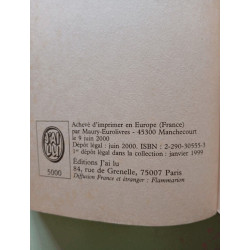 Achevé d'imprimer en Europe (France)
par Maury-Eurolivres - 45300 Manchecourt
le 9 juin 2000
Dépôt légal : juin 2000. ISBN : 2-290-30555-3
1er dépôt légal dans la collection : janvier 1999
Éditions J'ai lu
84, rue de Grenelle, 75007 Paris
Diffusion France et étranger : Flammarion
J'AI LU
5000